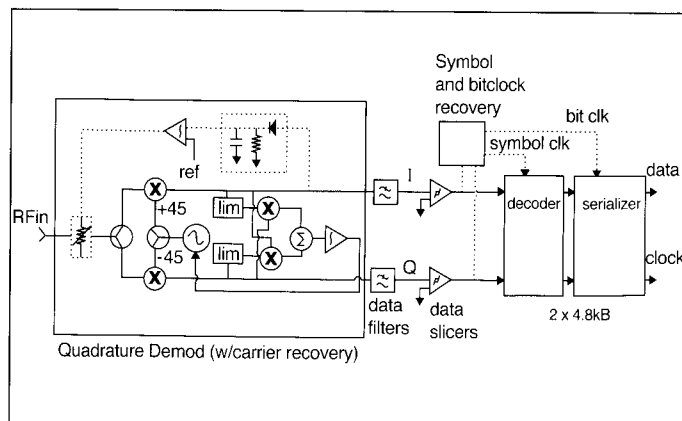 Symbol
and bitclock
recovery
bit clk
symbol clk
ref
I
data
RFin
+45
-45
lim
lim
Σ
decoder
serializer
clock
Q
data
filters
data
slicers
2 x 4.8kB
Quadrature Demod (w/carrier recovery)